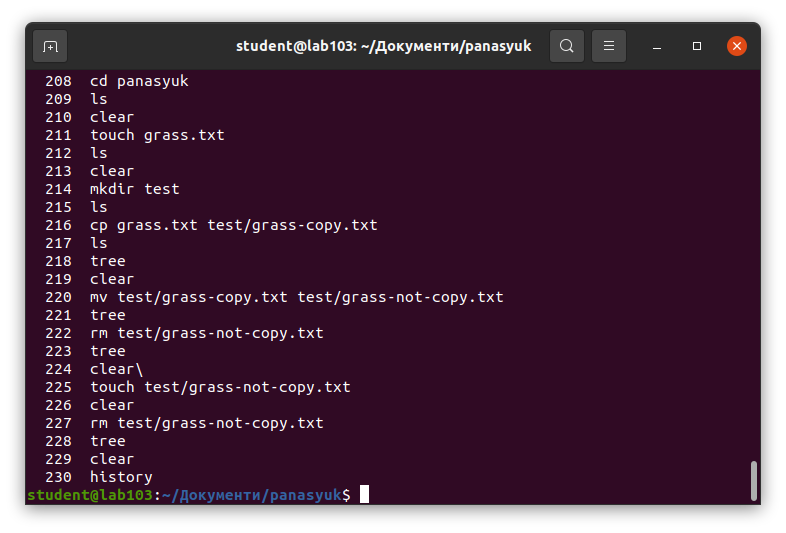 student@lab103: ~/Документи/panasyuk
208 cd panasyuk
209 ls
210 clear
211 touch grass.txt
212 ls
213 clear
214 mkdir test
215 ls
216 cp grass.txt test/grass-copy.txt
217 ls
218 tree
219 clear
220 mv test/grass-copy.txt test/grass-not-copy.txt
221 tree
222 rm test/grass-not-copy.txt
223 tree
224 clear\
225 touch test/grass-not-copy.txt
226 clear
227 rm test/grass-not-copy.txt
228 tree
229 clear
230 history
student@lab103:~/Документи/panasyuk$